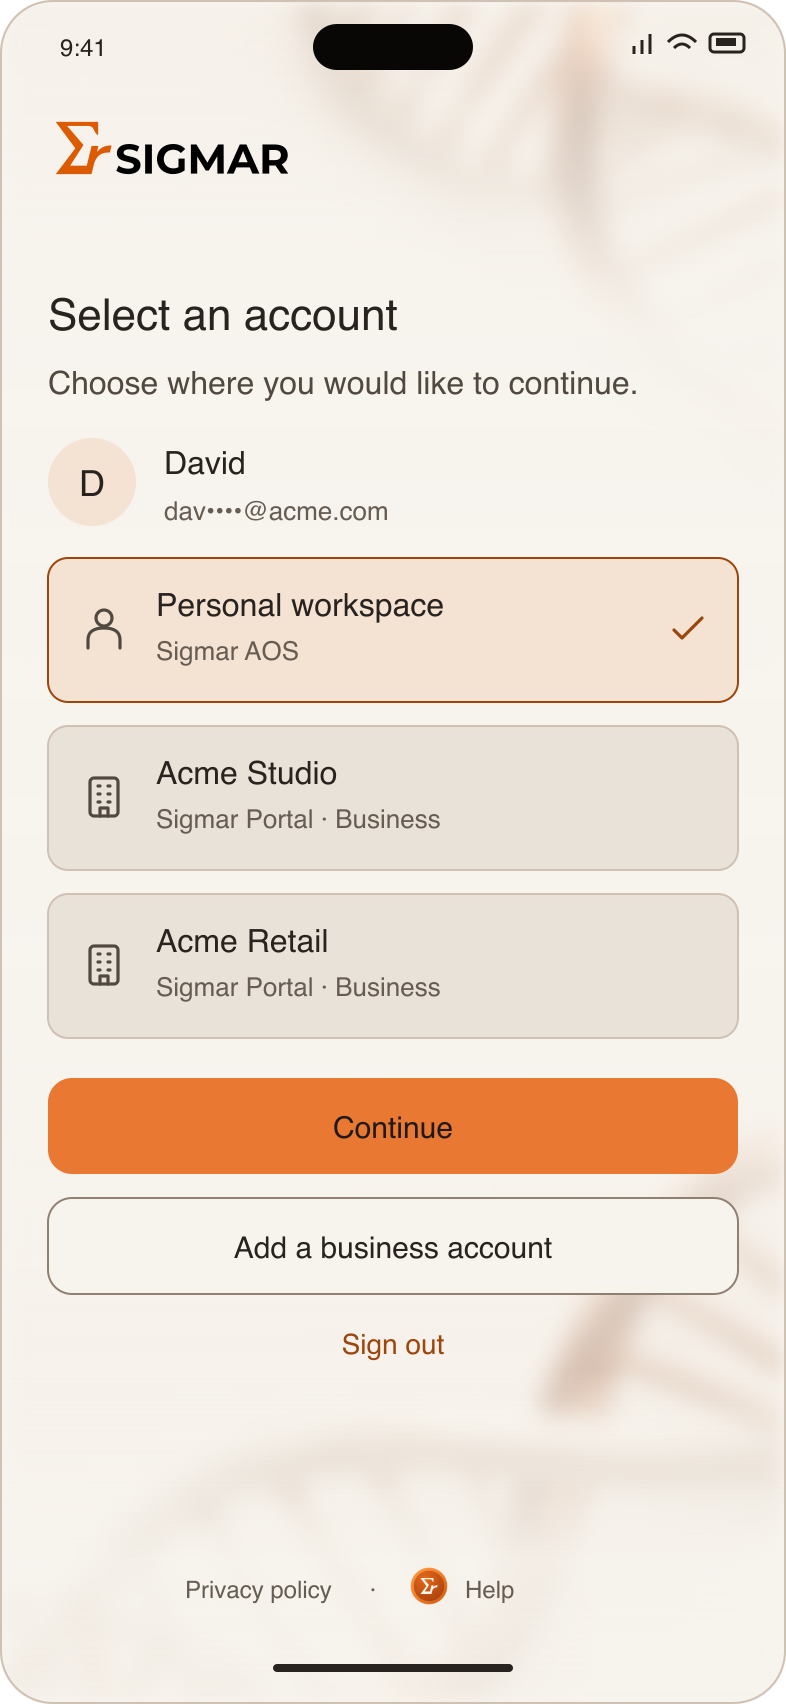 9:41
Σr SIGMAR
Select an account
Choose where you would like to continue.
D
David
dav••••@acme.com
Personal workspace
Sigmar AOS
Acme Studio
Sigmar Portal · Business
Acme Retail
Sigmar Portal · Business
Continue
Add a business account
Sign out
Privacy policy · Σr Help